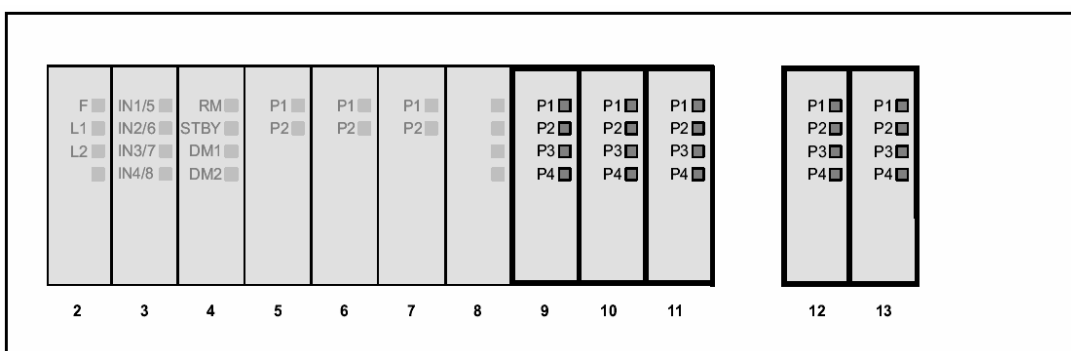 F IN1/5 RM P1 P1 P1 P1 P1 P1 P1 P1
L1 IN2/6 STBY P2 P2 P2 P2 P2 P2 P2 P2
L2 IN3/7 DM1 P3 P3 P3 P3 P3
IN4/8 DM2 P4 P4 P4 P4 P4
2 3 4 5 6 7 8 9 10 11 12 13